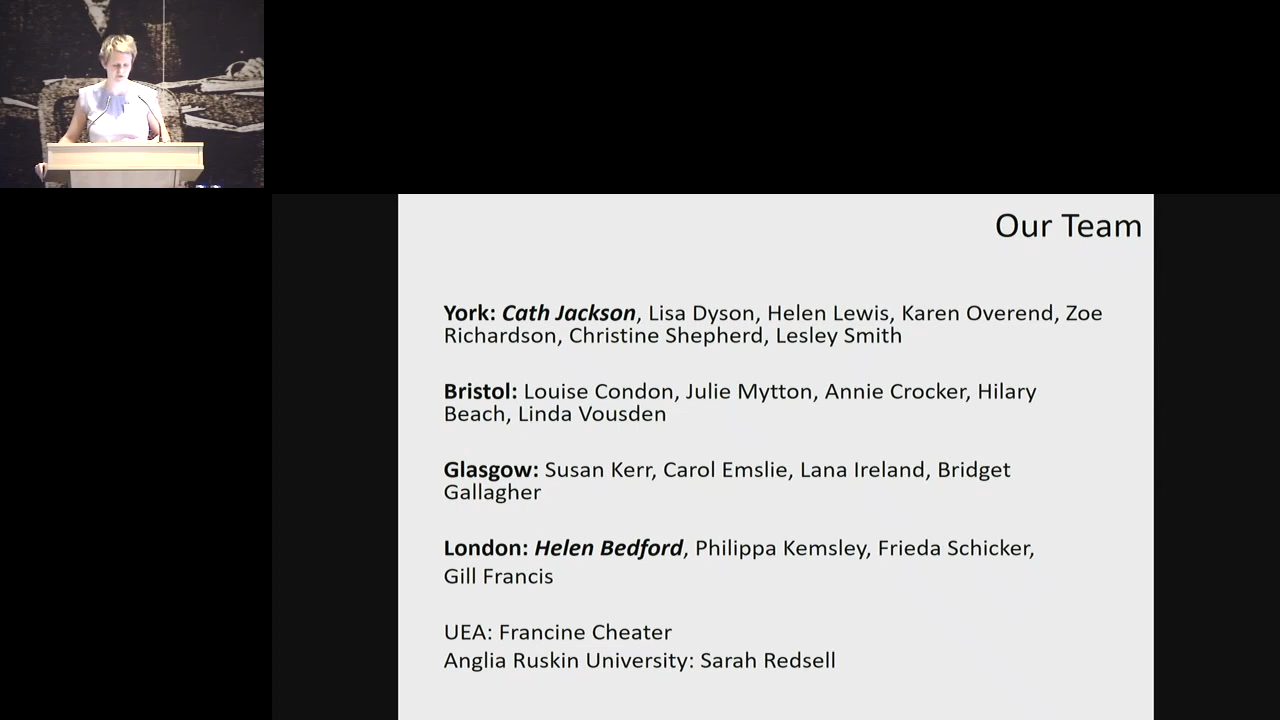 Our Team
York: Cath Jackson, Lisa Dyson, Helen Lewis, Karen Overend, Zoe
Richardson, Christine Shepherd, Lesley Smith
Bristol: Louise Condon, Julie Mytton, Annie Crocker, Hilary
Beach, Linda Vousden
Glasgow: Susan Kerr, Carol Emslie, Lana Ireland, Bridget
Gallagher
London: Helen Bedford, Philippa Kemsley, Frieda Schicker,
Gill Francis
UEA: Francine Cheater
Anglia Ruskin University: Sarah Redsell